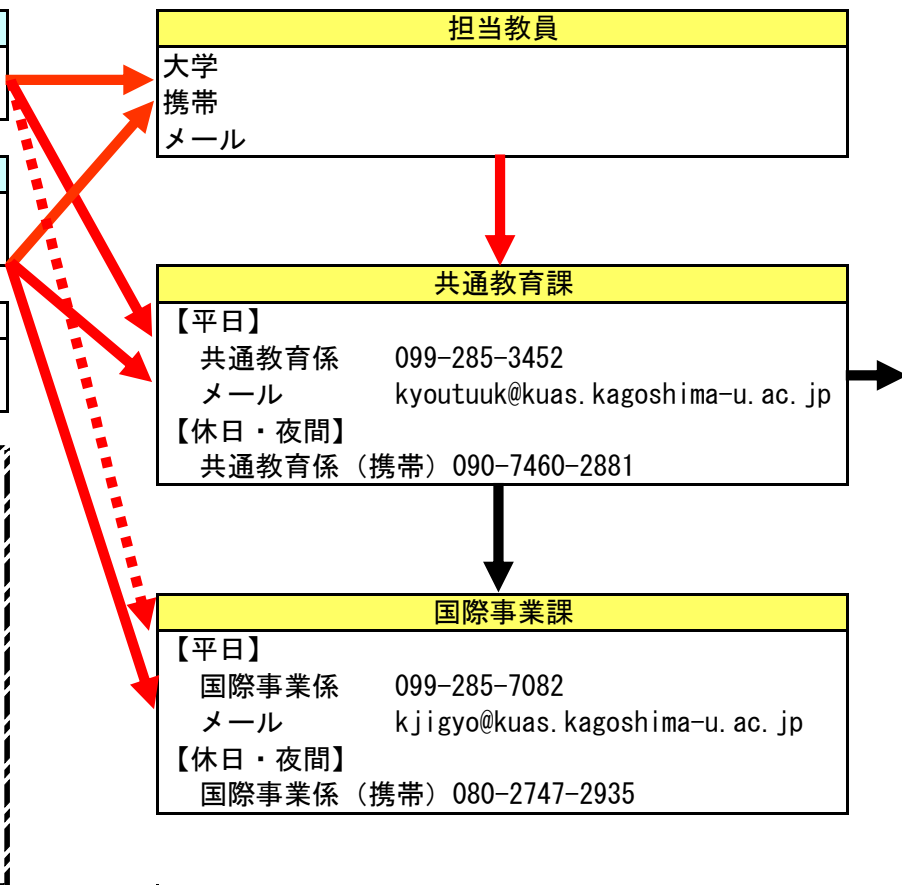 担当教員
大学
携帯
メール
共通教育課
【平日】
共通教育係 099-285-3452
メール kyoutuuk@kuas.kagoshima-u.ac.jp
【休日・夜間】
共通教育係（携帯）090-7460-2881
国際事業課
【平日】
国際事業係 099-285-7082
メール kjigyo@kuas.kagoshima-u.ac.jp
【休日・夜間】
国際事業係（携帯）080-2747-2935